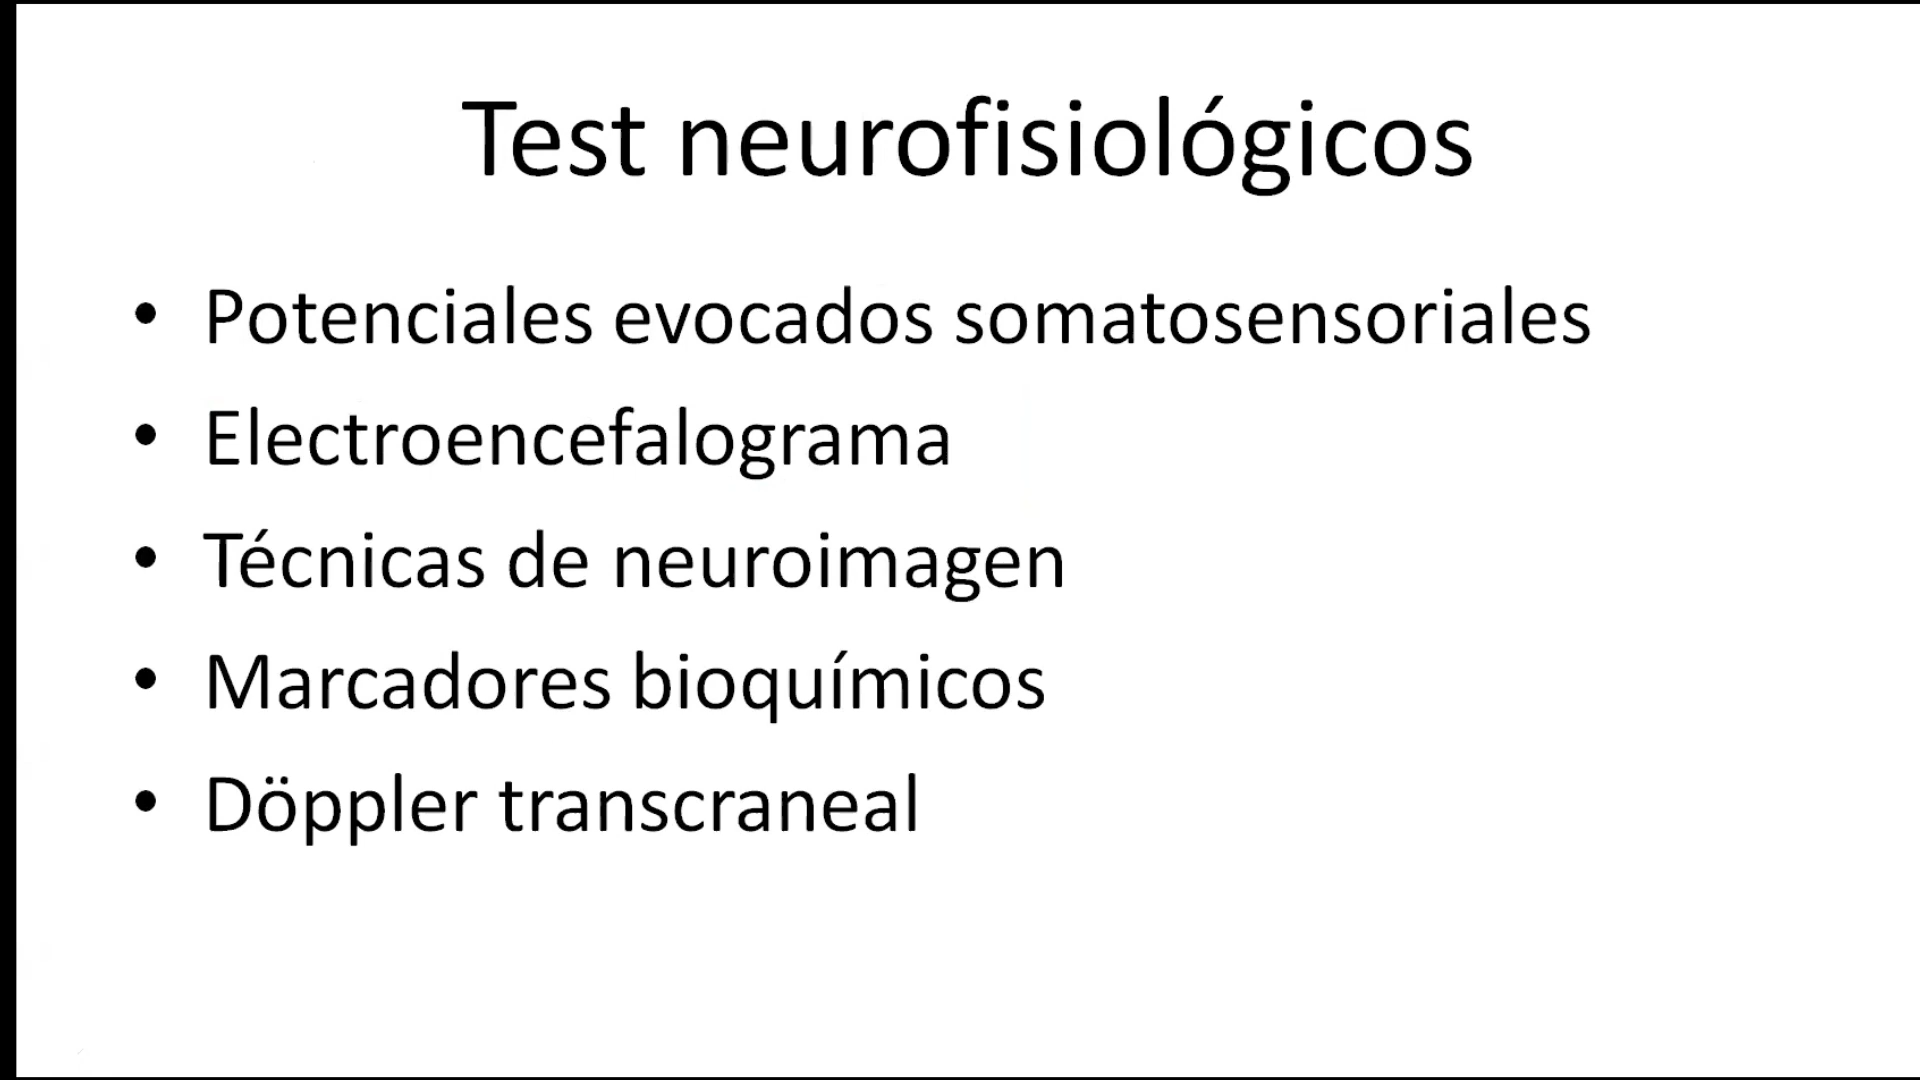 Test neurofisiológicos
• Potenciales evocados somatosensoriales
• Electroencefalograma
• Técnicas de neuroimagen
• Marcadores bioquímicos
• Döppler transcraneal